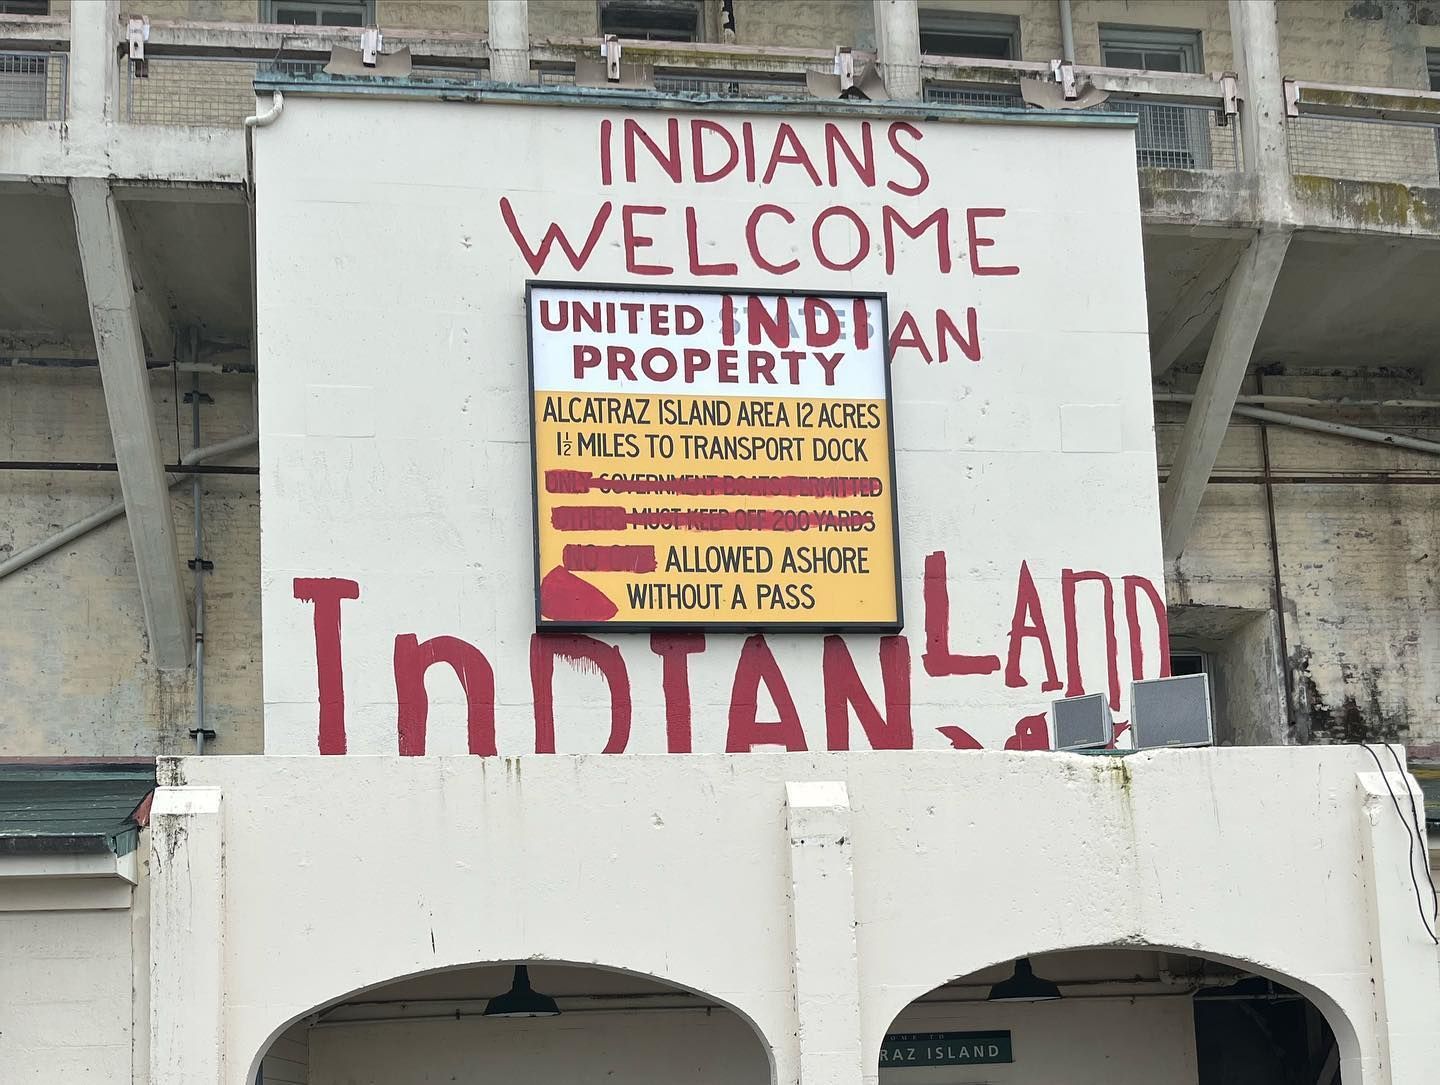 INDIANS
WELCOME
UNITED INDIAN
PROPERTY
ALCATRAZ ISLAND AREA 12 ACRES
1½ MILES TO TRANSPORT DOCK
ONLY GOVERNMENT BOATS PERMITTED
OTHERS MUST KEEP OFF 200 YARDS
NO ONE ALLOWED ASHORE
WITHOUT A PASS
InDIAN LAnD
RAZ ISLAND